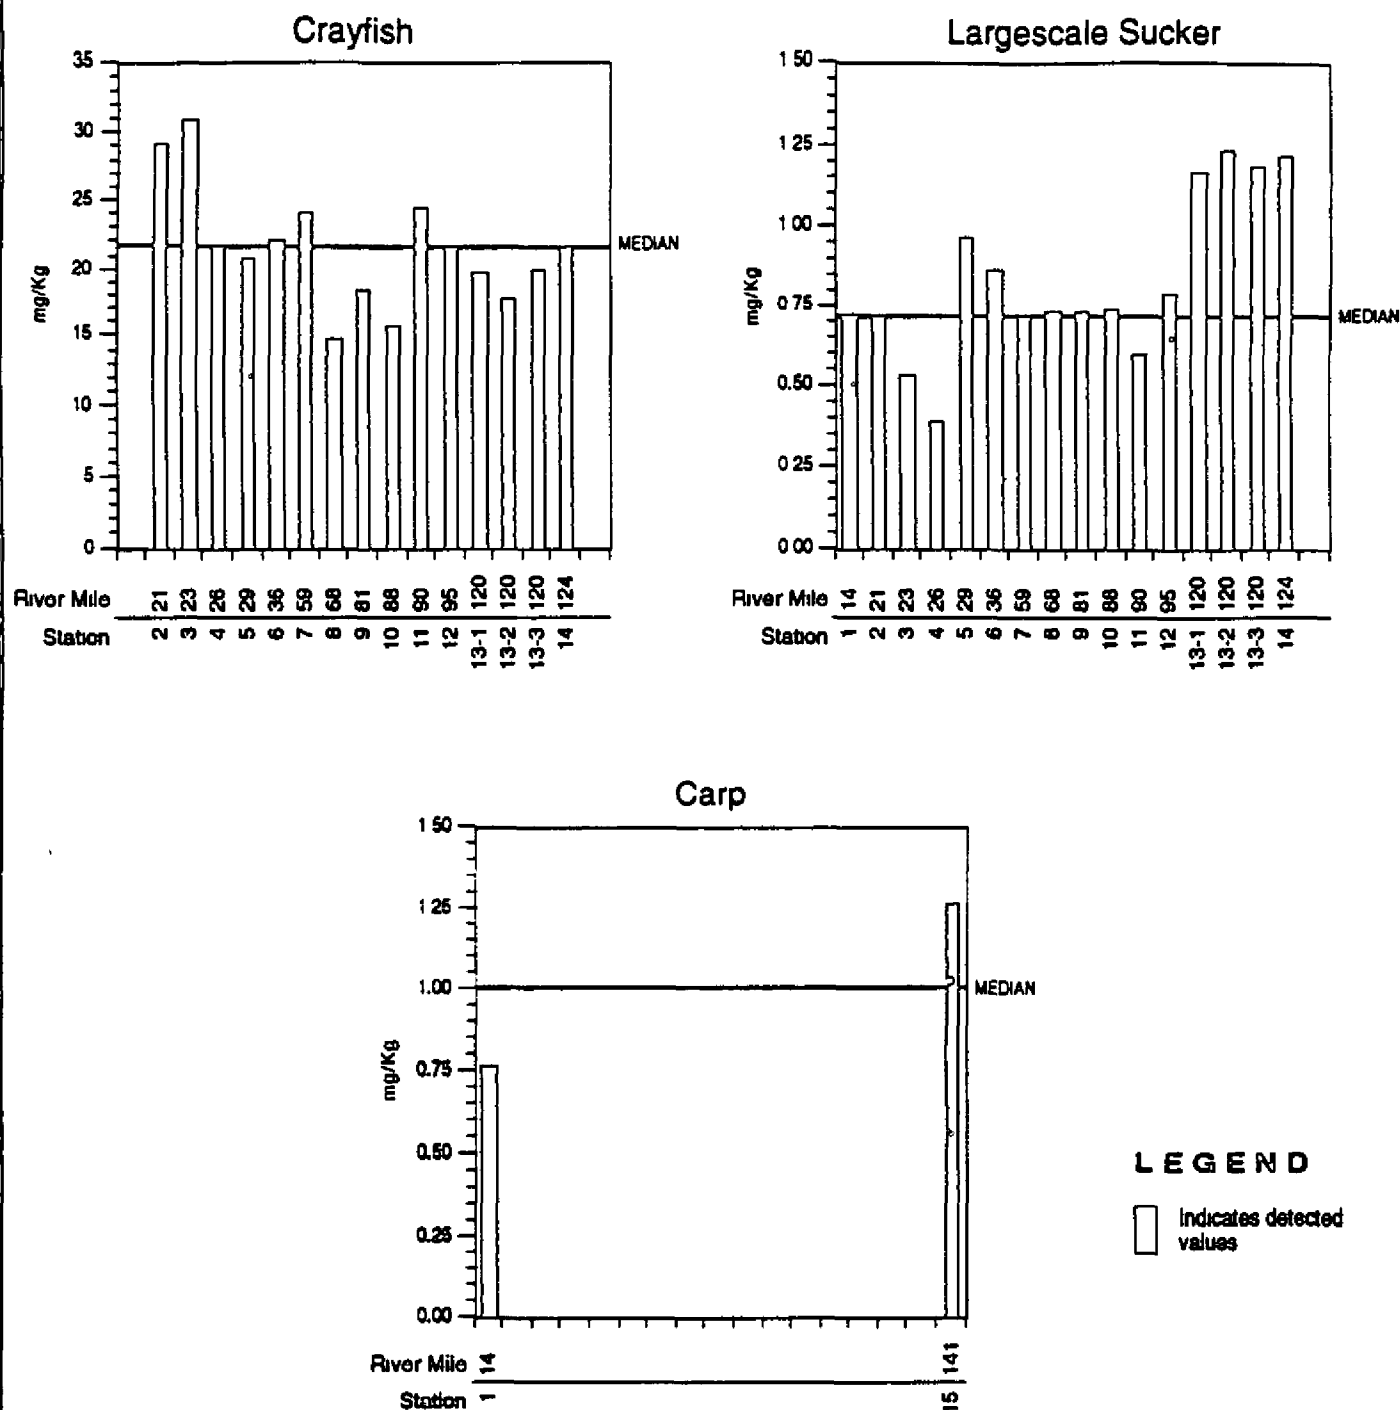 Crayfish
35
30
25
20
15
10
5
0
mg/Kg
MEDIAN
River Mile 21 23 26 29 36 59 68 81 88 90 95 120 120 120 124
Station 2 3 4 5 6 7 8 9 10 11 12 13-1 13-2 13-3 14
Largescale Sucker
1 50
1 25
1 00
0 75
0.50
0 25
0 00
mg/Kg
MEDIAN
River Mile 14 21 23 26 29 36 59 68 81 88 90 95 120 120 120 124
Station 1 2 3 4 5 6 7 8 9 10 11 12 13-1 13-2 13-3 14
Carp
1 50
1 25
1.00
0.75
0.50
0.25
0.00
mg/Kg
MEDIAN
River Mile 14 141
Station 1 15
LEGEND
Indicates detected
values